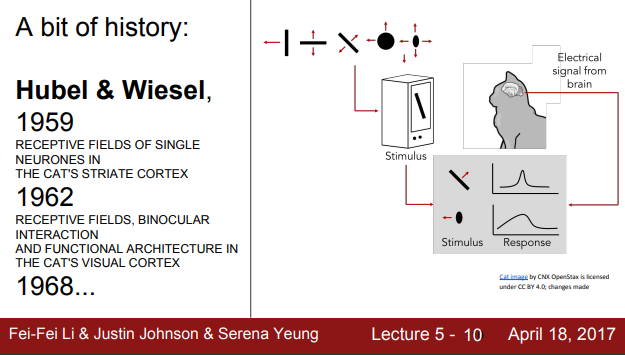 A bit of history:
Hubel & Wiesel,
1959
RECEPTIVE FIELDS OF SINGLE
NEURONES IN
THE CAT'S STRIATE CORTEX
1962
RECEPTIVE FIELDS, BINOCULAR
INTERACTION
AND FUNCTIONAL ARCHITECTURE IN
THE CAT'S VISUAL CORTEX
1968...
Electrical
signal from
brain
Stimulus
Stimulus
Response
Cat image by CNX OpenStax is licensed
under CC BY 4.0; changes made
Fei-Fei Li & Justin Johnson & Serena Yeung
Lecture 5 - 10
April 18, 2017